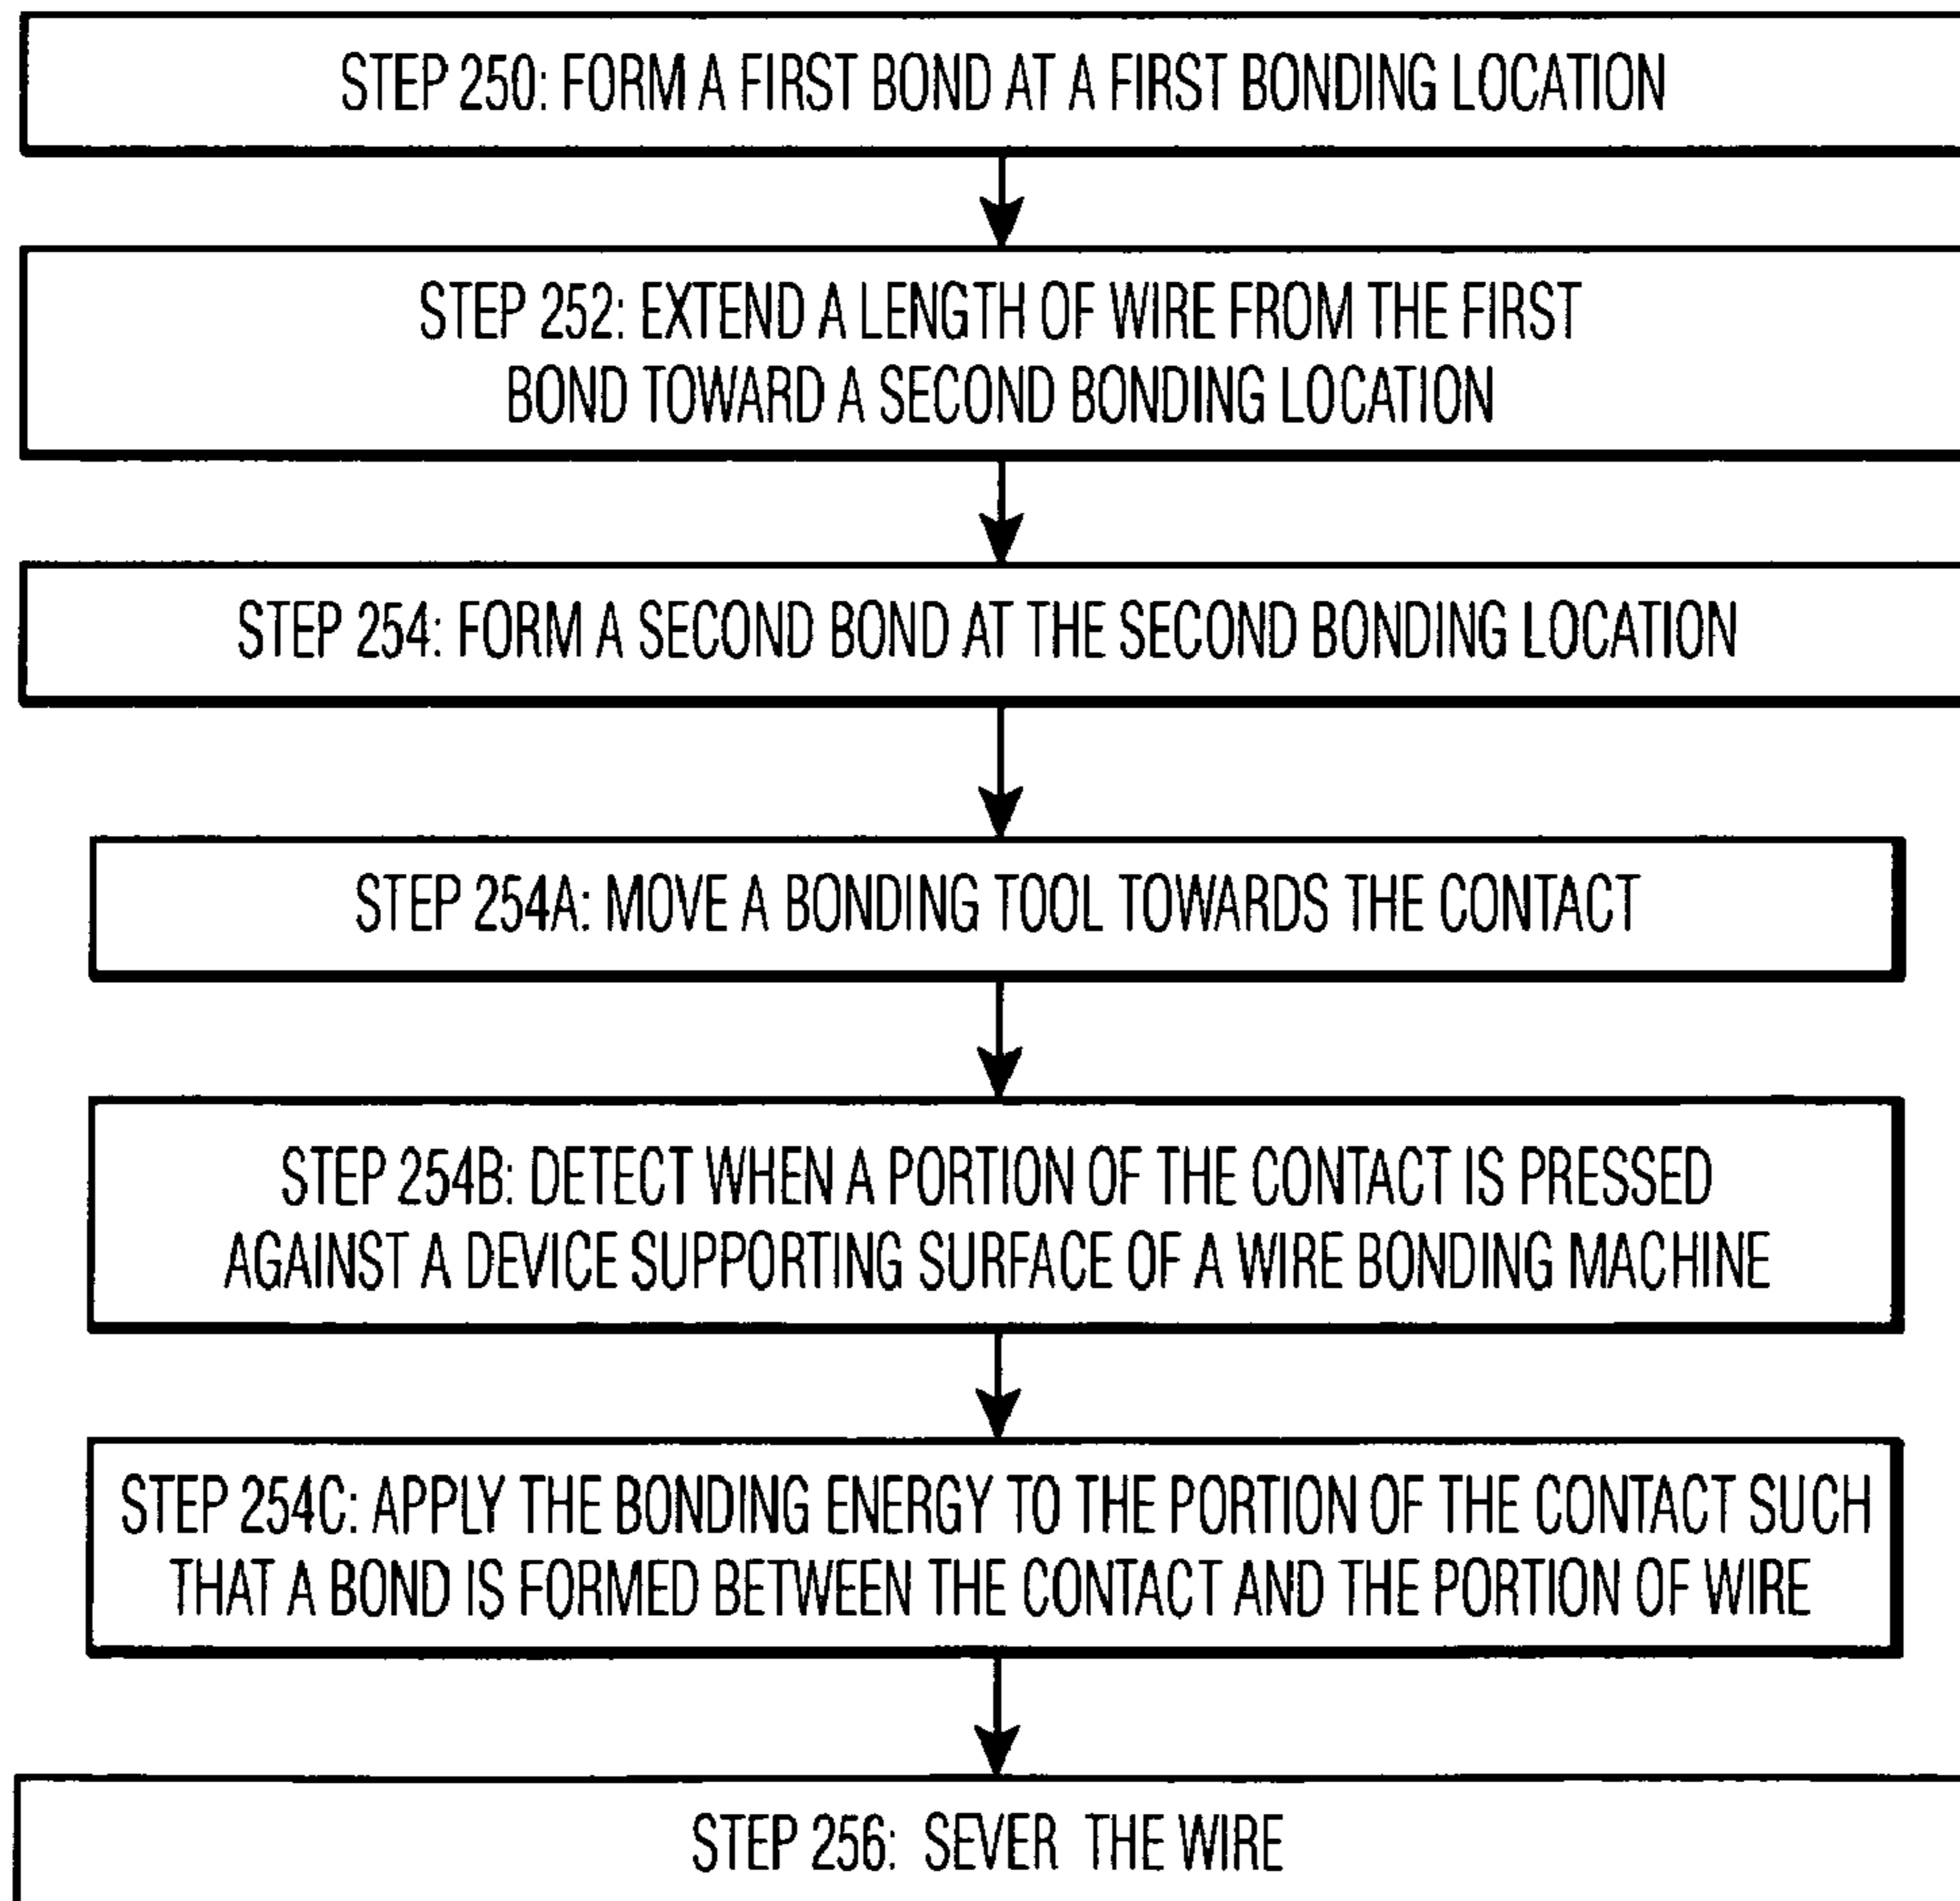 STEP 250: FORM A FIRST BOND AT A FIRST BONDING LOCATION
STEP 252: EXTEND A LENGTH OF WIRE FROM THE FIRST
BOND TOWARD A SECOND BONDING LOCATION
STEP 254: FORM A SECOND BOND AT THE SECOND BONDING LOCATION
STEP 254A: MOVE A BONDING TOOL TOWARDS THE CONTACT
STEP 254B: DETECT WHEN A PORTION OF THE CONTACT IS PRESSED
AGAINST A DEVICE SUPPORTING SURFACE OF A WIRE BONDING MACHINE
STEP 254C: APPLY THE BONDING ENERGY TO THE PORTION OF THE CONTACT SUCH
THAT A BOND IS FORMED BETWEEN THE CONTACT AND THE PORTION OF WIRE
STEP 256: SEVER THE WIRE